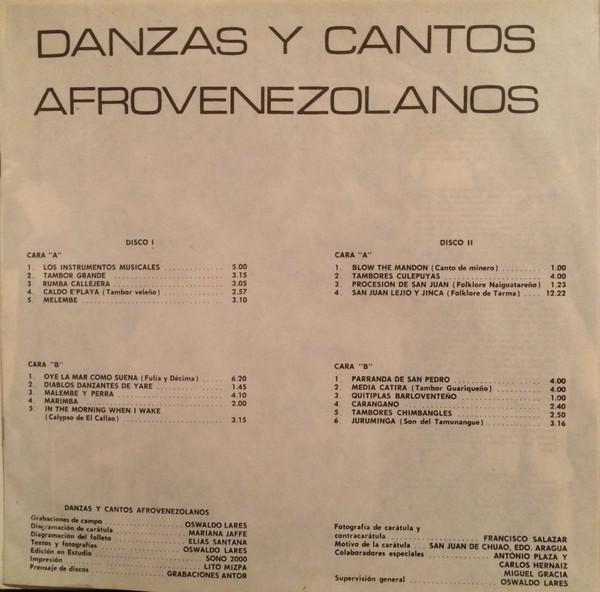 DANZAS Y CANTOS
AFROVENEZOLANOS
DISCO I
CARA "A"
1. LOS INSTRUMENTOS MUSICALES .......... 5.00
2. TAMBOR GRANDE .......... 3.15
3 RUMBA CALLEJERA .......... 3.05
4. CALDO E'PLAYA (Tambor veleño) .......... 2.57
5. MELEMBE .......... 3.10
CARA "B"
1. OYE LA MAR COMO SUENA (Fulía y Décima) .... 6.20
2. DIABLOS DANZANTES DE YARE .......... 1.45
3. MALEMBE Y PERRA .......... 4.10
4. MARIMBA .......... 2.00
5. IN THE MORNING WHEN I WAKE
(Calypso de El Callao) .......... 3.15
DISCO II
CARA "A"
1. BLOW THE MANDON (Canto de minero) ........ 1.00
2. TAMBORES CULEPUYAS .......... 4.00
3. PROCESION DE SAN JUAN (Folklore Naiguatareño) 1.23
4. SAN JUAN LEJIO Y JINCA (Folklore de Tarma) .... 12.22
CARA "B"
1. PARRANDA DE SAN PEDRO .......... 4.00
2. MEDIA CATIRA (Tambor Guariqueño) .......... 4.00
3. QUITIPLAS BARLOVENTEÑO .......... 1.00
4. CARANGANO .......... 2.40
5. TAMBORES CHIMBANGLES .......... 2.50
6. JURUMINGA (Son del Tamunangue) .......... 3.16
DANZAS Y CANTOS AFROVENEZOLANOS
Grabaciones de campo .......... OSWALDO LARES
Diagramación de carátula .......... MARIANA JAFFE
Diagramación del folleto .......... ELIAS SANTANA
Textos y fotografías .......... OSWALDO LARES
Edición en Estudio .......... SONO 2000
Impresión .......... LITO MIZPA
Prensaje de discos .......... GRABACIONES ANTOR
Fotografía de carátula y
contracarátula .......... FRANCISCO SALAZAR
Motivo de la carátula .... SAN JUAN DE CHUAO, EDO. ARAGUA
Colaboradores especiales .......... ANTONIO PLAZA Y
CARLOS HERNAIZ
MIGUEL GRACIA
Supervisión general .......... OSWALDO LARES